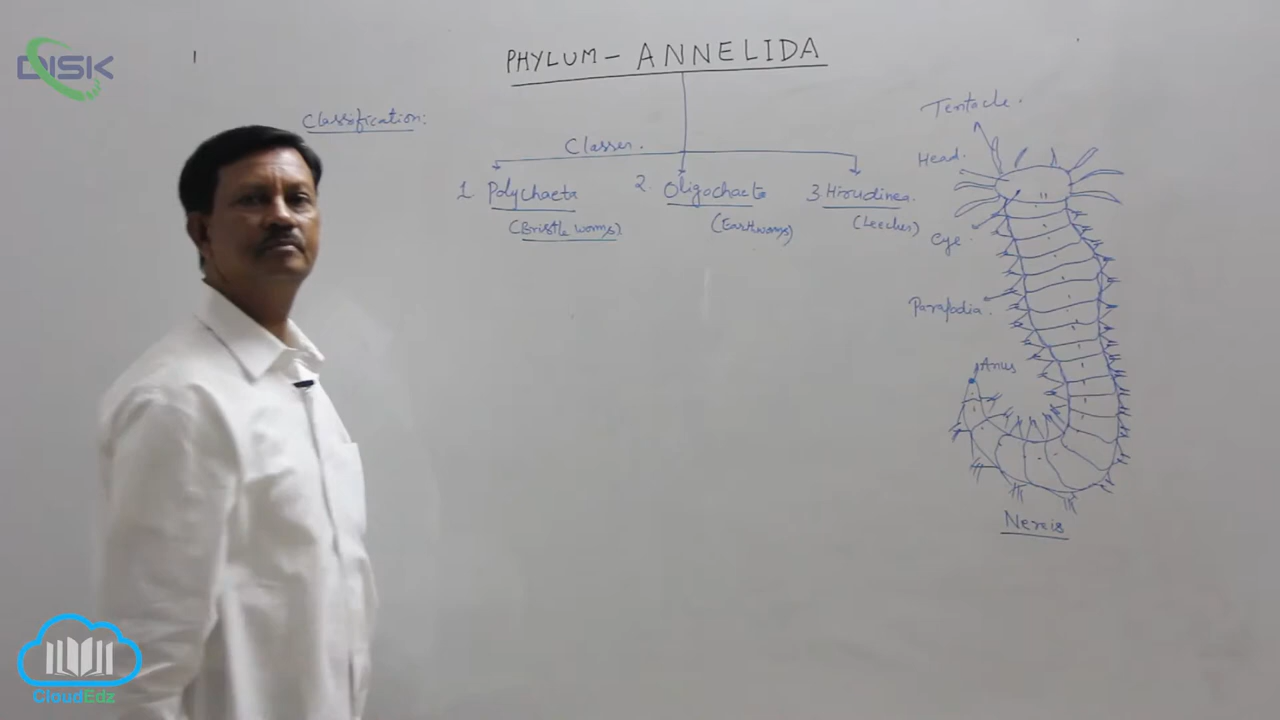 DISK
PHYLUM - ANNELIDA
Classification:
Classes.
1. Polychaeta
(Bristle worms)
2. Oligochaeta
(Earthworms)
3. Hirudinea.
(Leeches)
Tentacle.
Head.
Eye.
Parapodia.
Anus
Nereis
CloudEdz